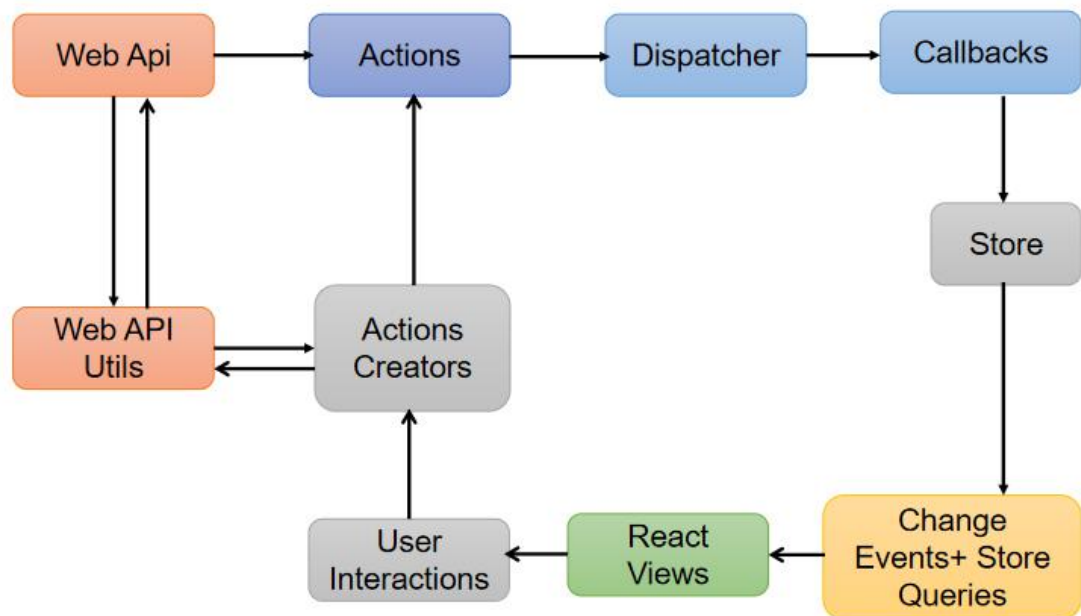 Web Api
Actions
Dispatcher
Callbacks
Store
Web API
Utils
Actions
Creators
User
Interactions
React
Views
Change
Events+ Store
Queries